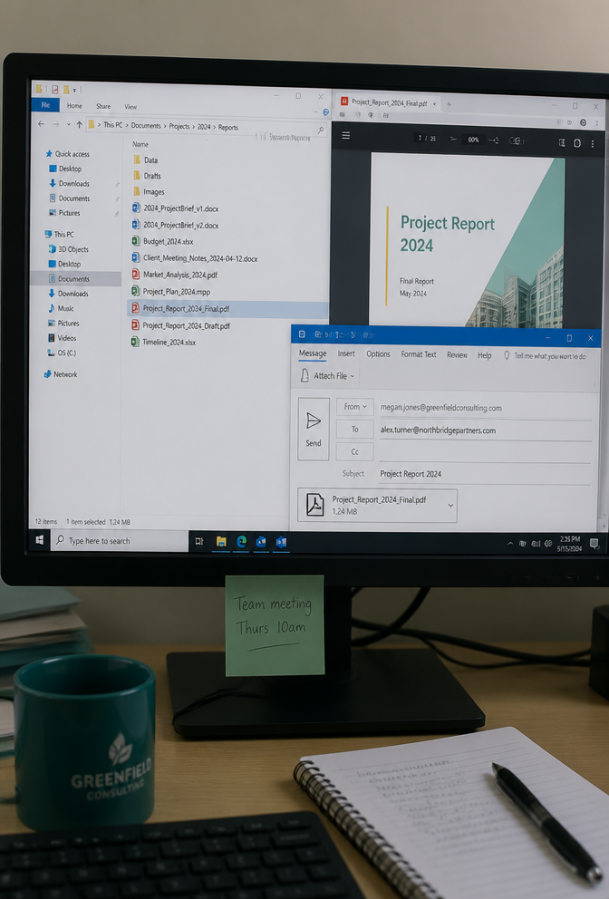 File
Home
Share
View
This PC > Documents > Projects > 2024 > Reports
Quick access
Desktop
Downloads
Documents
Pictures
This PC
3D Objects
Desktop
Documents
Downloads
Music
Pictures
Videos
OS (C:)
Network
Name
Data
Drafts
Images
2024_ProjectBrief_v1.docx
2024_ProjectBrief_v2.docx
Budget_2024.xlsx
Client_Meeting_Notes_2024-04-12.docx
Market_Analysis_2024.pdf
Project_Plan_2024.mpp
Project_Report_2024_Final.pdf
Project_Report_2024_Draft.pdf
Timeline_2024.xlsx
12 items 1 item selected 1.24 MB
Project_Report_2024_Final.pdf
60%
Project Report
2024
Final Report
May 2024
Message Insert Options Format Text Review Help Tell me what you want to do
Attach File
Send
From megan.jones@greenfieldconsulting.com
To alex.turner@northbridgepartners.com
Cc
Subject Project Report 2024
Project_Report_2024_Final.pdf
1.24 MB
Type here to search
2:35 PM
5/15/2024
Team meeting
Thurs 10am
GREENFIELD
CONSULTING